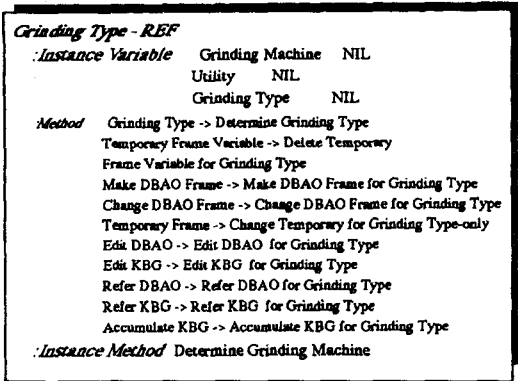 Grinding Type - REF
:Instance Variable Grinding Machine NIL
Utility NIL
Grinding Type NIL
:Method Grinding Type -> Determine Grinding Type
Temporary Frame Variable -> Delete Temporary
Frame Variable for Grinding Type
Make DBAO Frame -> Make DBAO Frame for Grinding Type
Change DBAO Frame -> Change DBAO Frame for Grinding Type
Temporary Frame -> Change Temporary for Grinding Type-only
Edit DBAO -> Edit DBAO for Grinding Type
Edit KBG -> Edit KBG for Grinding Type
Refer DBAO -> Refer DBAO for Grinding Type
Refer KBG -> Refer KBG for Grinding Type
Accumulate KBG -> Accumulate KBG for Grinding Type
:Instance Method Determine Grinding Machine